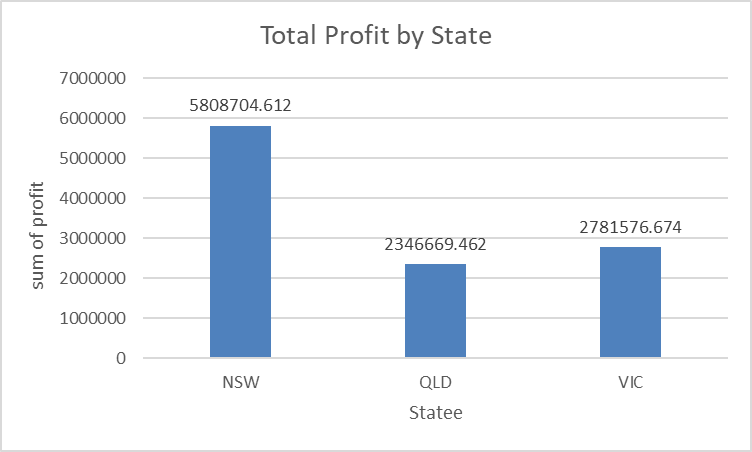 Total Profit by State
7000000
6000000
5000000
4000000
3000000
2000000
1000000
0
sum of profit
5808704.612
2346669.462
2781576.674
NSW
QLD
VIC
Statee